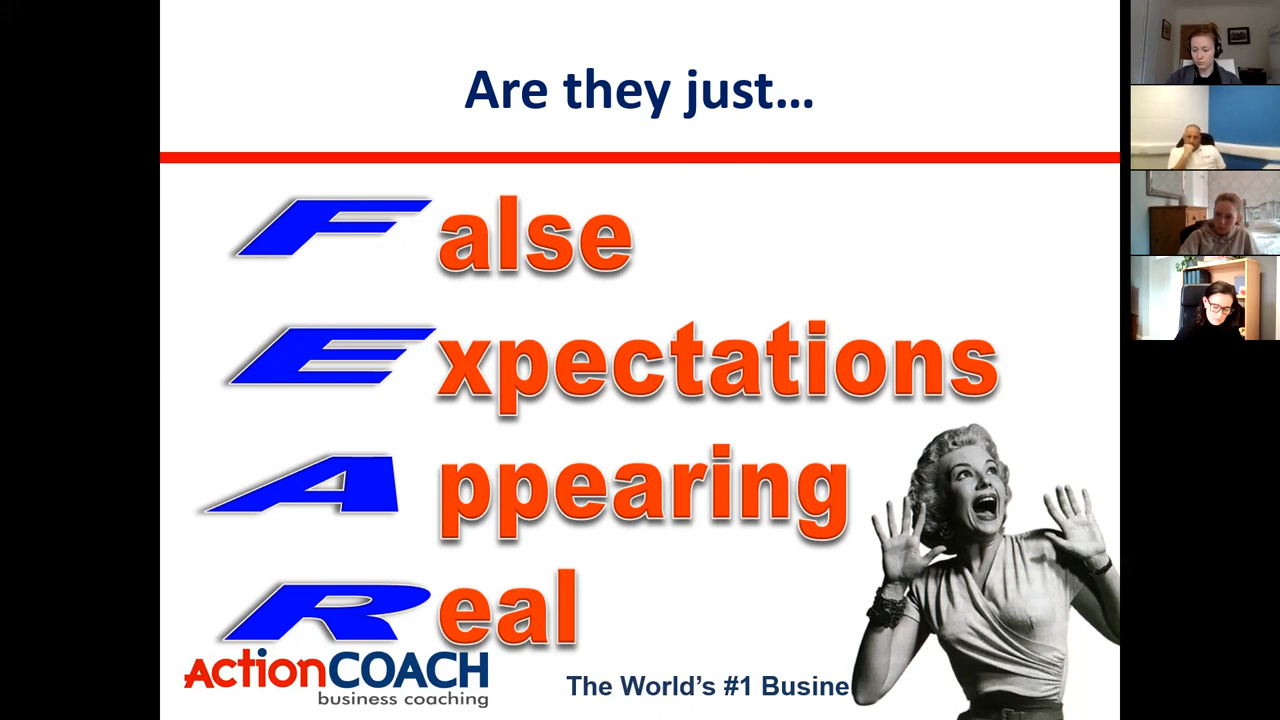 Are they just…
False
Expectations
Appearing
Real
ActionCOACH
business coaching
The World's #1 Busine